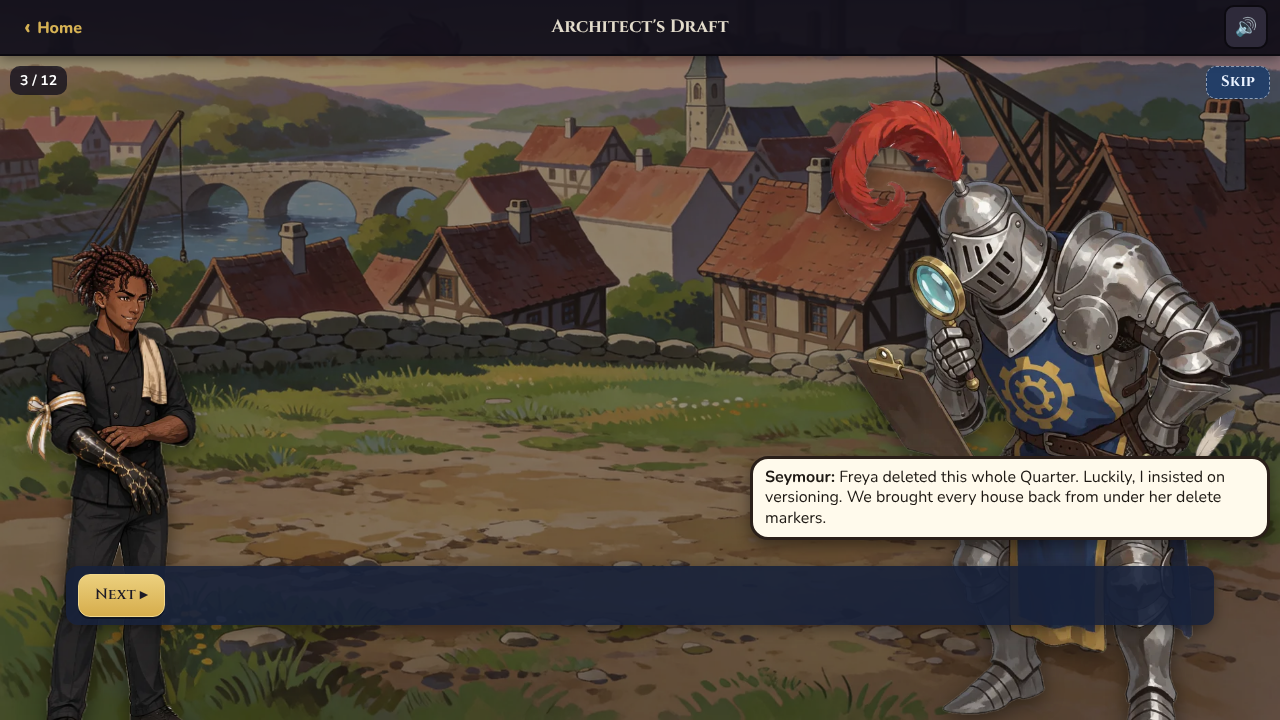 ‹ Home
Architect's Draft
3 / 12
Skip
Seymour: Freya deleted this whole Quarter. Luckily, I insisted on
versioning. We brought every house back from under her delete
markers.
Next ▸